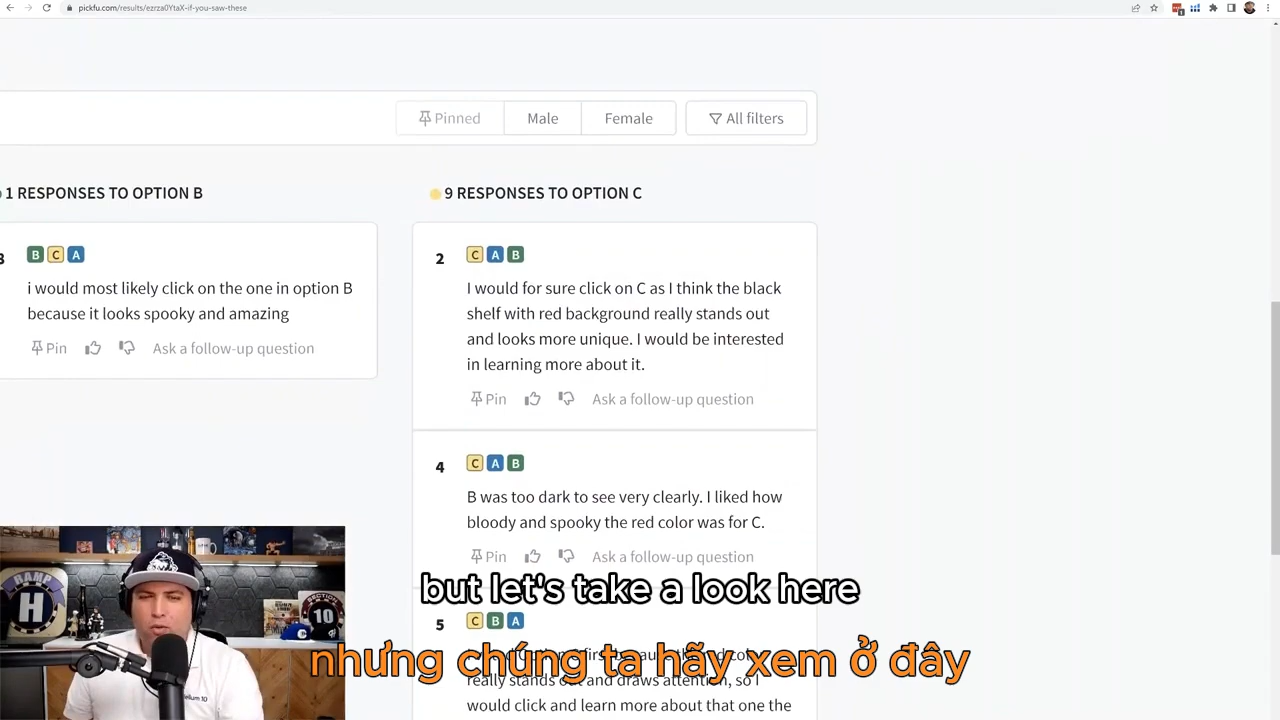 pickfu.com/results/ezrza0YtaX-if-you-saw-these
Pinned
Male
Female
All filters
1 RESPONSES TO OPTION B
9 RESPONSES TO OPTION C
B C A
i would most likely click on the one in option B
because it looks spooky and amazing
Pin
Ask a follow-up question
2
C A B
I would for sure click on C as I think the black
shelf with red background really stands out
and looks more unique. I would be interested
in learning more about it.
Pin
Ask a follow-up question
4
C A B
B was too dark to see very clearly. I liked how
bloody and spooky the red color was for C.
Pin
Ask a follow-up question
but let's take a look here
5
C B A
nhưng chúng ta hãy xem ở đây
really stands out and draws attention, so I
would click and learn more about that one the
RAMP
H
10